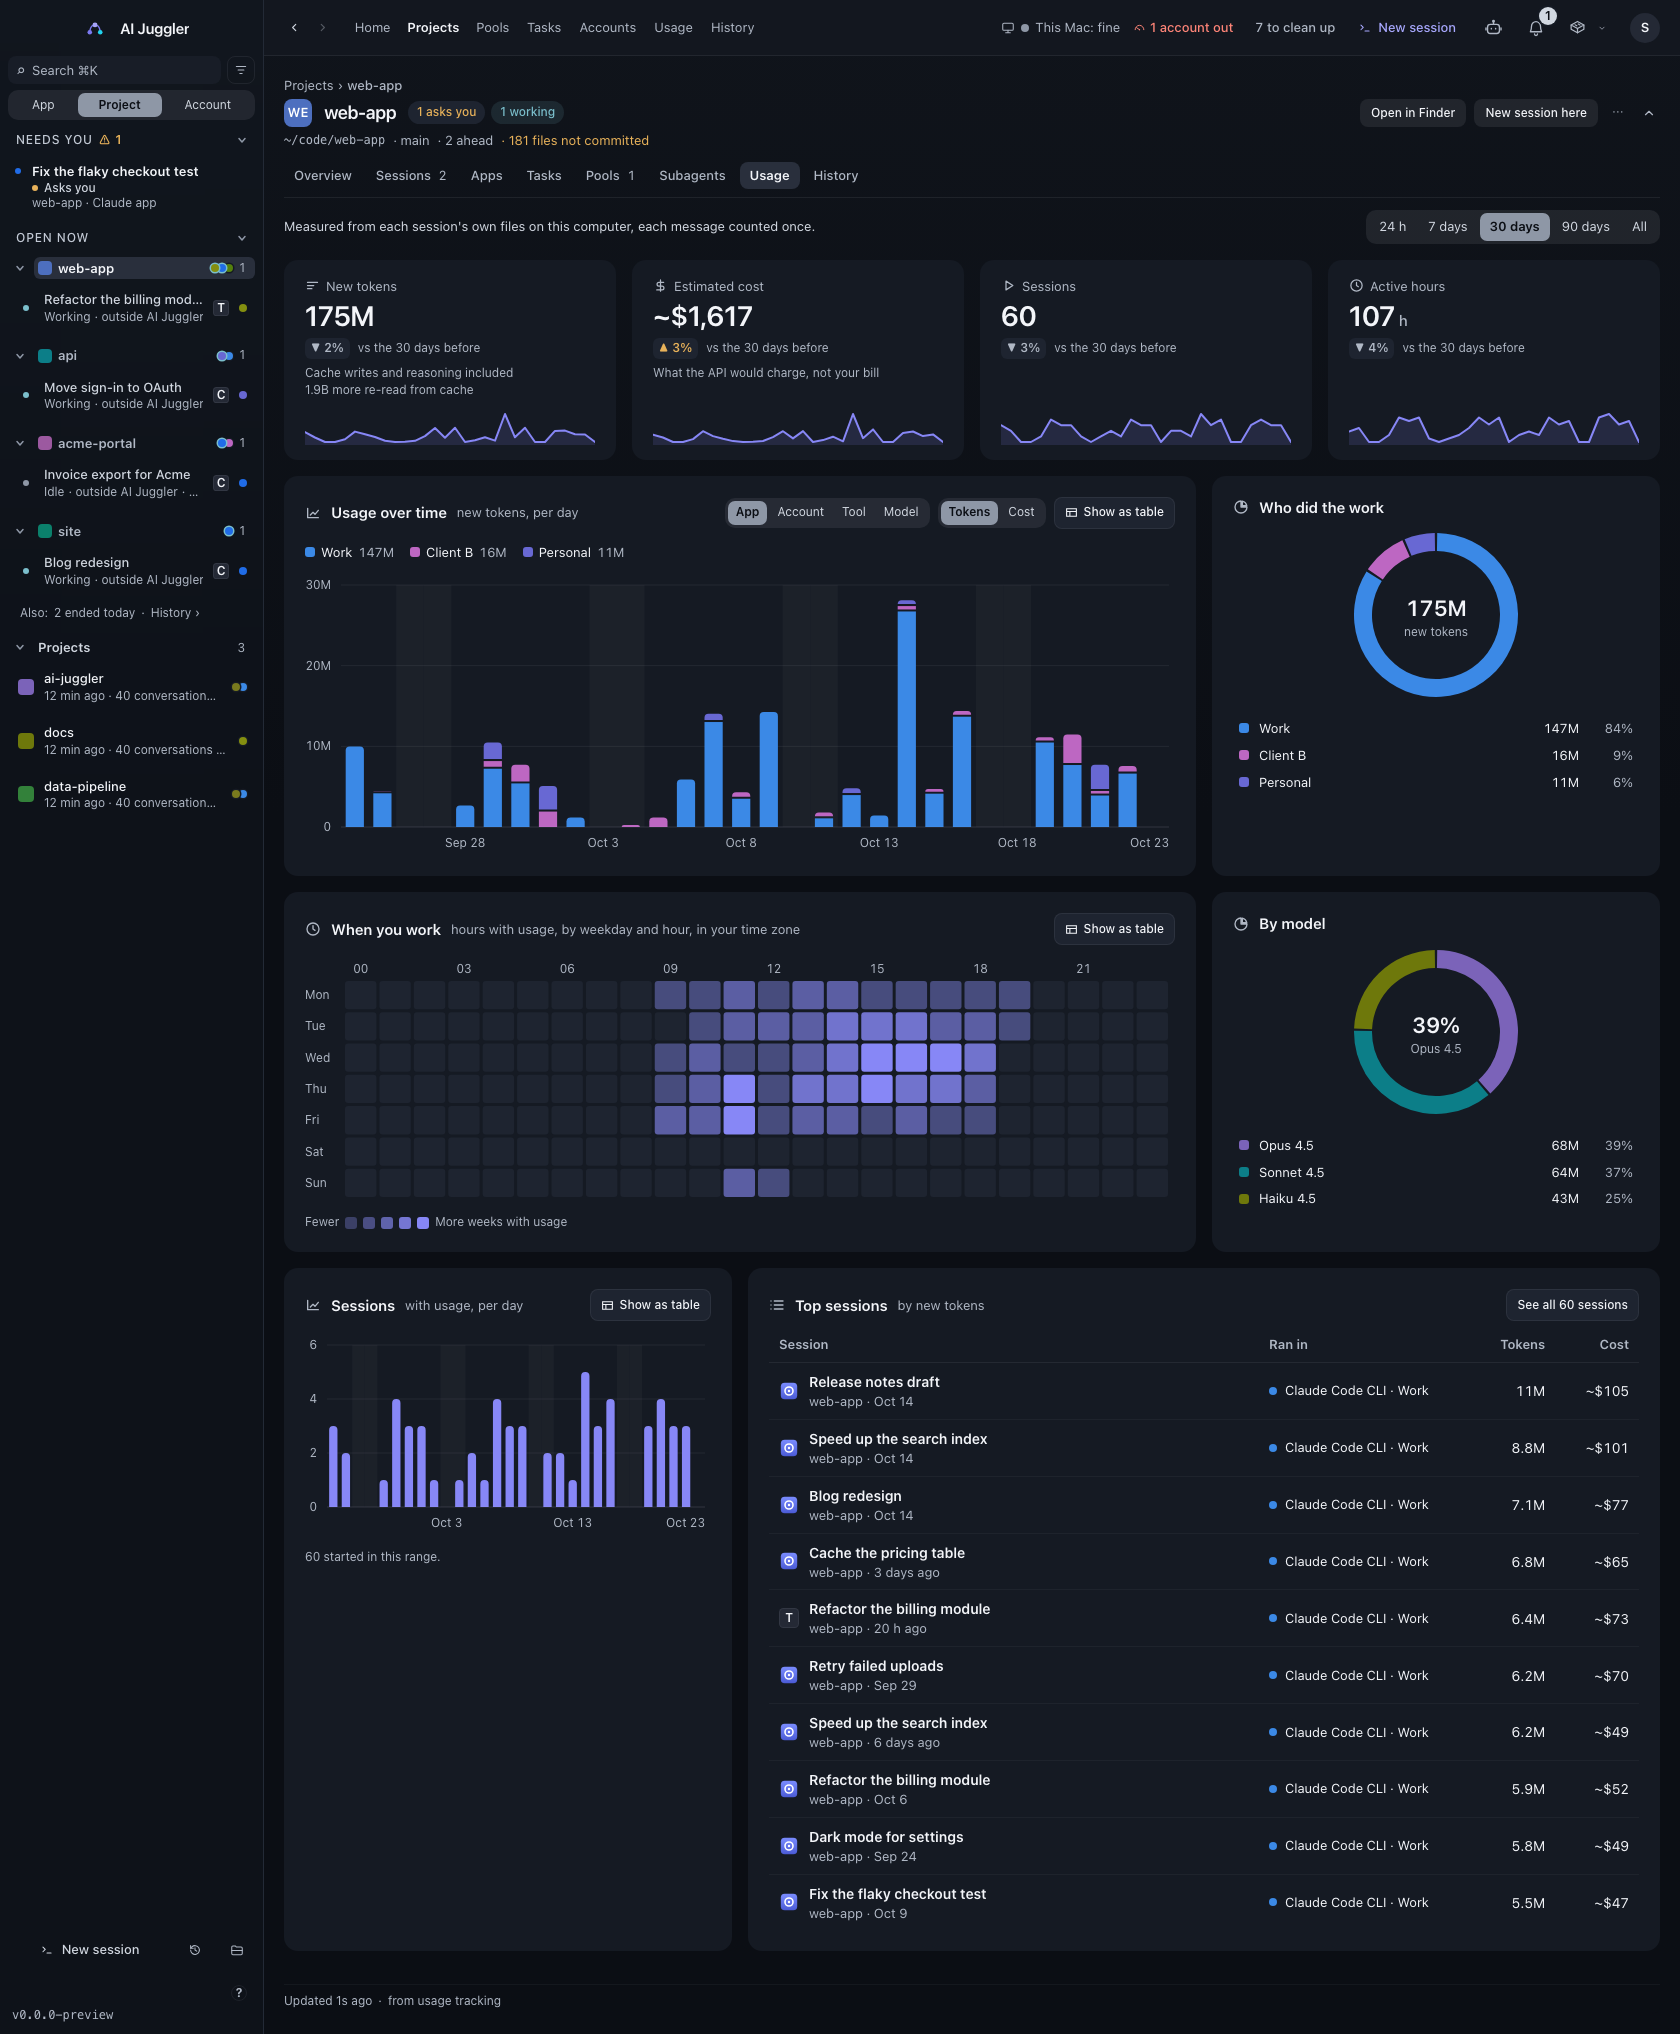 AI Juggler
Search ⌘K
App Project Account
NEEDS YOU 1
Fix the flaky checkout test
Asks you
web-app · Claude app
OPEN NOW
web-app 1
Refactor the billing mod... T
Working · outside AI Juggler
api 1
Move sign-in to OAuth C
Working · outside AI Juggler
acme-portal 1
Invoice export for Acme C
Idle · outside AI Juggler · ...
site 1
Blog redesign C
Working · outside AI Juggler
Also: 2 ended today · History ›
Projects 3
ai-juggler
12 min ago · 40 conversation...
docs
12 min ago · 40 conversations ...
data-pipeline
12 min ago · 40 conversation...
New session
?
v0.0.0-preview
‹ › Home Projects Pools Tasks Accounts Usage History
This Mac: fine 1 account out 7 to clean up New session 1 S
Projects › web-app
WE web-app 1 asks you 1 working
Open in Finder New session here ...
~/code/web-app · main · 2 ahead · 181 files not committed
Overview Sessions 2 Apps Tasks Pools 1 Subagents Usage History
Measured from each session's own files on this computer, each message counted once.
24 h 7 days 30 days 90 days All
New tokens
175M
▼ 2% vs the 30 days before
Cache writes and reasoning included
1.9B more re-read from cache
Estimated cost
~$1,617
▲ 3% vs the 30 days before
What the API would charge, not your bill
Sessions
60
▼ 3% vs the 30 days before
Active hours
107 h
▼ 4% vs the 30 days before
Usage over time new tokens, per day
App Account Tool Model Tokens Cost Show as table
Work 147M Client B 16M Personal 11M
30M
20M
10M
0
Sep 28 Oct 3 Oct 8 Oct 13 Oct 18 Oct 23
Who did the work
175M
new tokens
Work 147M 84%
Client B 16M 9%
Personal 11M 6%
When you work hours with usage, by weekday and hour, in your time zone
Show as table
00 03 06 09 12 15 18 21
Mon
Tue
Wed
Thu
Fri
Sat
Sun
Fewer More weeks with usage
By model
39%
Opus 4.5
Opus 4.5 68M 39%
Sonnet 4.5 64M 37%
Haiku 4.5 43M 25%
Sessions with usage, per day
Show as table
6
4
2
0
Oct 3 Oct 13 Oct 23
60 started in this range.
Top sessions by new tokens
See all 60 sessions
Session Ran in Tokens Cost
Release notes draft
web-app · Oct 14
Claude Code CLI · Work 11M ~$105
Speed up the search index
web-app · Oct 14
Claude Code CLI · Work 8.8M ~$101
Blog redesign
web-app · Oct 14
Claude Code CLI · Work 7.1M ~$77
Cache the pricing table
web-app · 3 days ago
Claude Code CLI · Work 6.8M ~$65
T
Refactor the billing module
web-app · 20 h ago
Claude Code CLI · Work 6.4M ~$73
Retry failed uploads
web-app · Sep 29
Claude Code CLI · Work 6.2M ~$70
Speed up the search index
web-app · 6 days ago
Claude Code CLI · Work 6.2M ~$49
Refactor the billing module
web-app · Oct 6
Claude Code CLI · Work 5.9M ~$52
Dark mode for settings
web-app · Sep 24
Claude Code CLI · Work 5.8M ~$49
Fix the flaky checkout test
web-app · Oct 9
Claude Code CLI · Work 5.5M ~$47
Updated 1s ago · from usage tracking